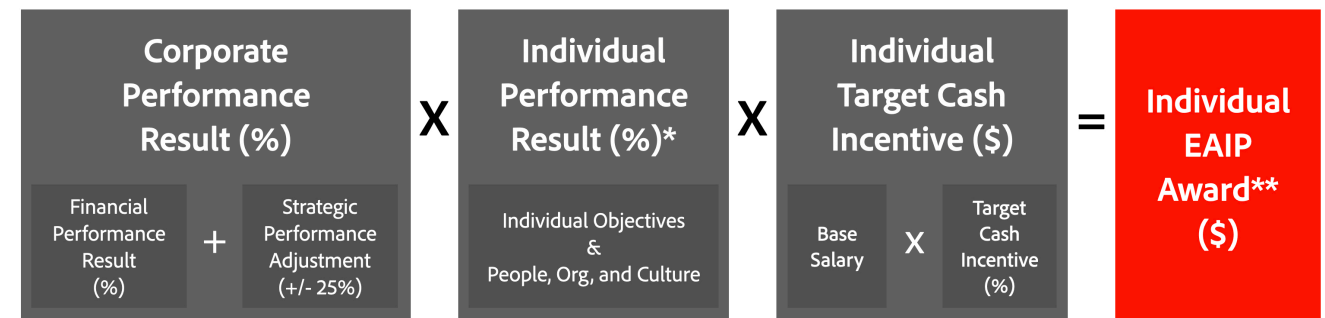 Corporate
Performance
Result (%)
Financial
Performance
Result
(%)
+
Strategic
Performance
Adjustment
(+/- 25%)
X
Individual
Performance
Result (%)*
Individual Objectives
&
People, Org, and Culture
X
Individual
Target Cash
Incentive ($)
Base
Salary
X
Target
Cash
Incentive
(%)
=
Individual
EAIP
Award**
($)